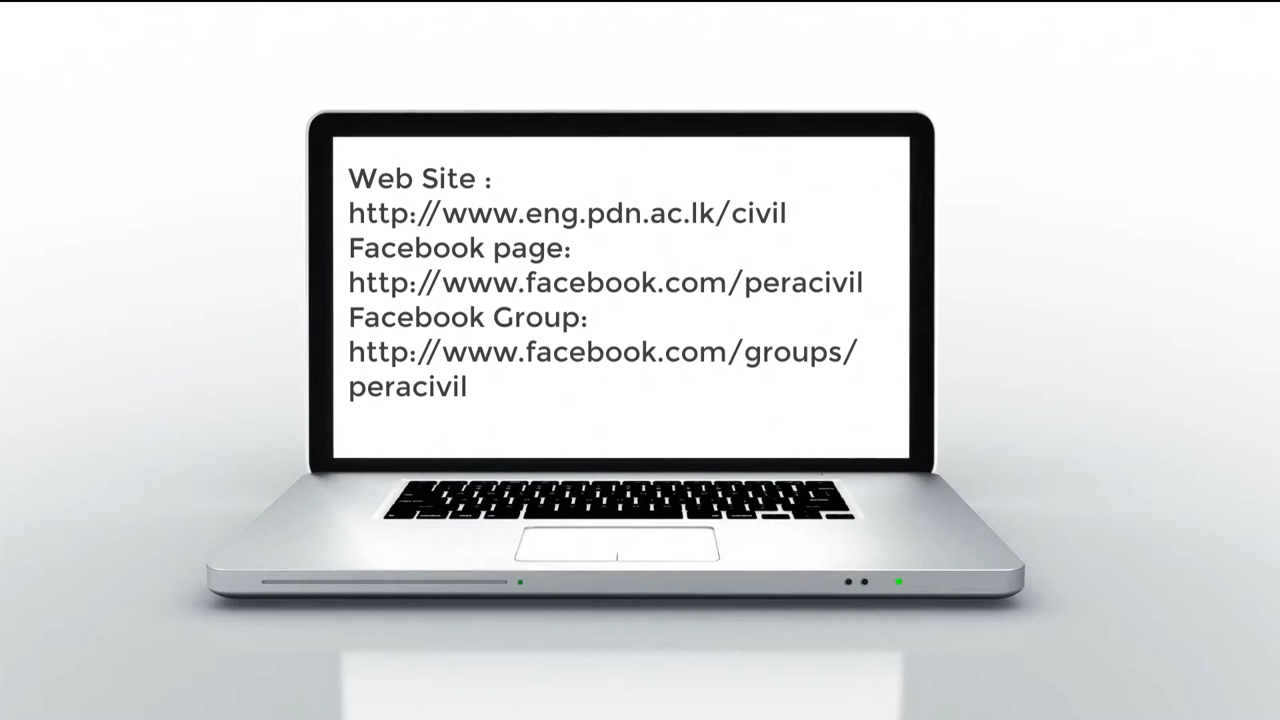 Web Site :
http://www.eng.pdn.ac.lk/civil
Facebook page:
http://www.facebook.com/peracivil
Facebook Group:
http://www.facebook.com/groups/
peracivil